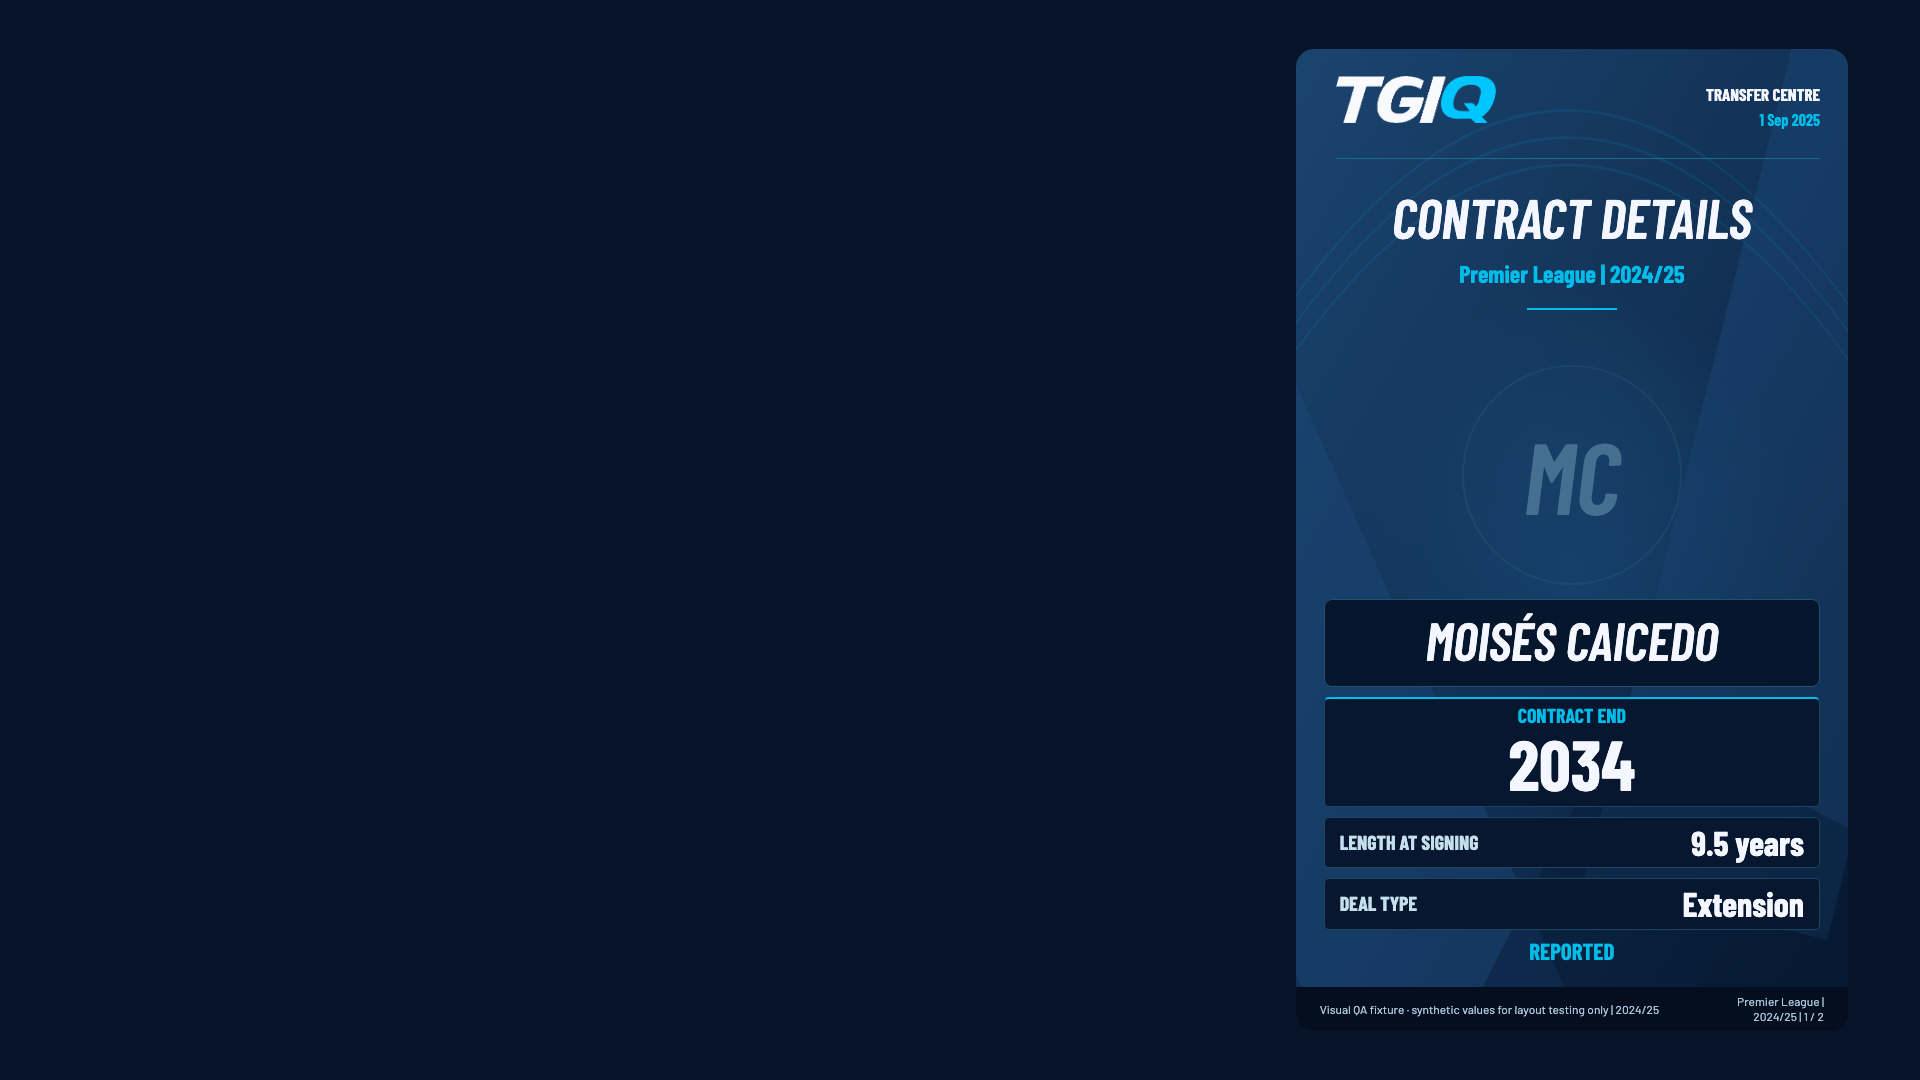 TGIQ
TRANSFER CENTRE
1 Sep 2025
CONTRACT DETAILS
Premier League | 2024/25
MC
MOISÉS CAICEDO
CONTRACT END
2034
LENGTH AT SIGNING 9.5 years
DEAL TYPE Extension
REPORTED
Visual QA fixture · synthetic values for layout testing only | 2024/25
Premier League |
2024/25 | 1 / 2